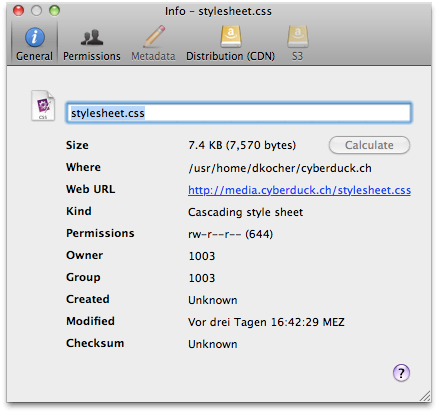 Info – stylesheet.css
General Permissions Metadata Distribution (CDN) S3
CSS
stylesheet.css
Size 7.4 KB (7,570 bytes) Calculate
Where /usr/home/dkocher/cyberduck.ch
Web URL http://media.cyberduck.ch/stylesheet.css
Kind Cascading style sheet
Permissions rw-r--r-- (644)
Owner 1003
Group 1003
Created Unknown
Modified Vor drei Tagen 16:42:29 MEZ
Checksum Unknown
?